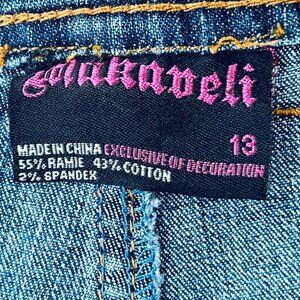 Makaveli
13
MADE IN CHINA EXCLUSIVE OF DECORATION
55% RAMIE 43% COTTON
2% SPANDEX